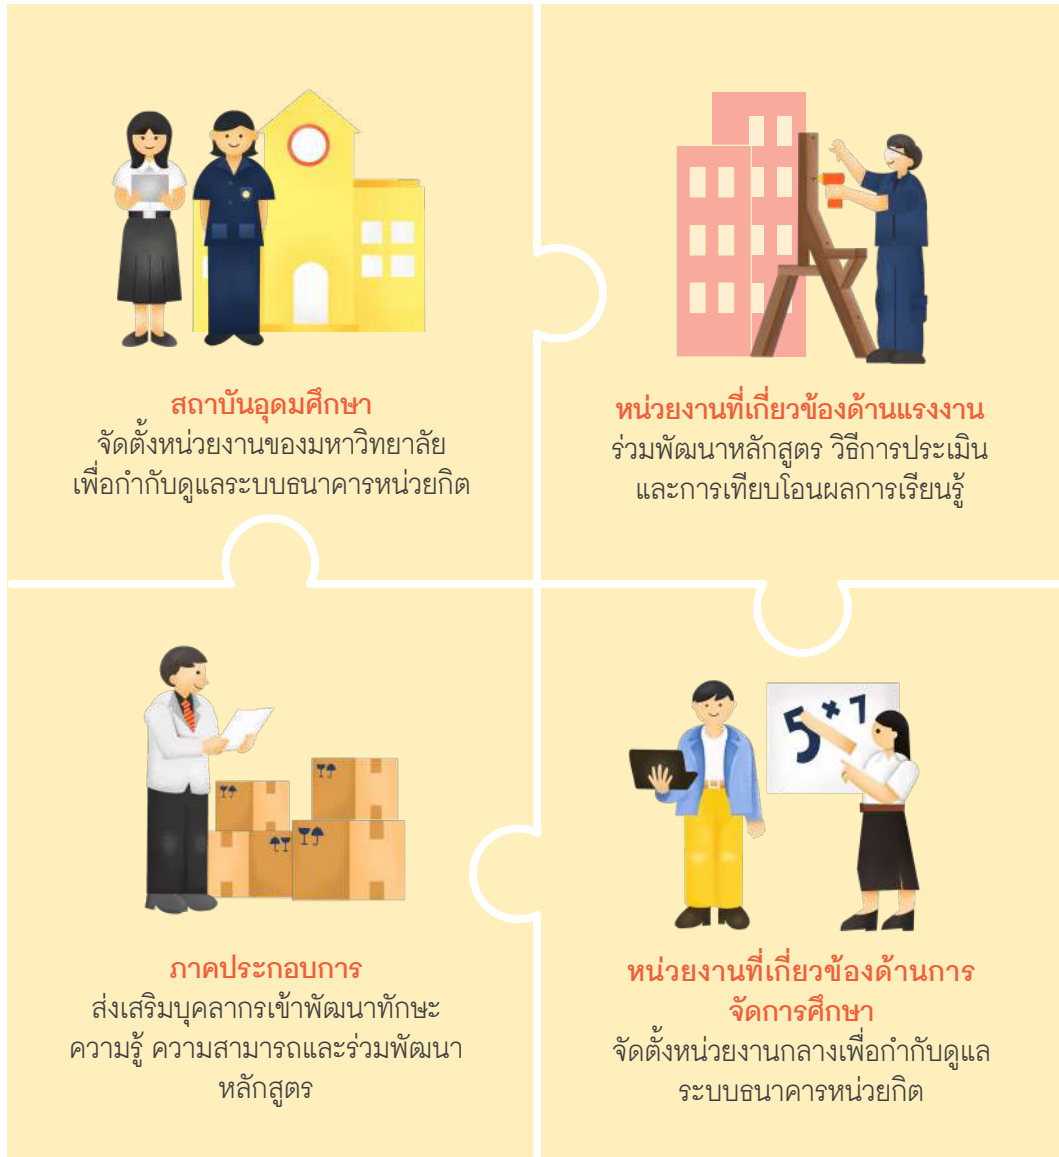 สถาบันอุดมศึกษา
จัดตั้งหน่วยงานของมหาวิทยาลัย
เพื่อกำกับดูแลระบบธนาคารหน่วยกิต
หน่วยงานที่เกี่ยวข้องด้านแรงงาน
ร่วมพัฒนาหลักสูตร วิธีการประเมิน
และการเทียบโอนผลการเรียนรู้
ภาคประกอบการ
ส่งเสริมบุคลากรเข้าพัฒนาทักษะ
ความรู้ ความสามารถและร่วมพัฒนา
หลักสูตร
5 × 7
หน่วยงานที่เกี่ยวข้องด้านการ
จัดการศึกษา
จัดตั้งหน่วยงานกลางเพื่อกำกับดูแล
ระบบธนาคารหน่วยกิต